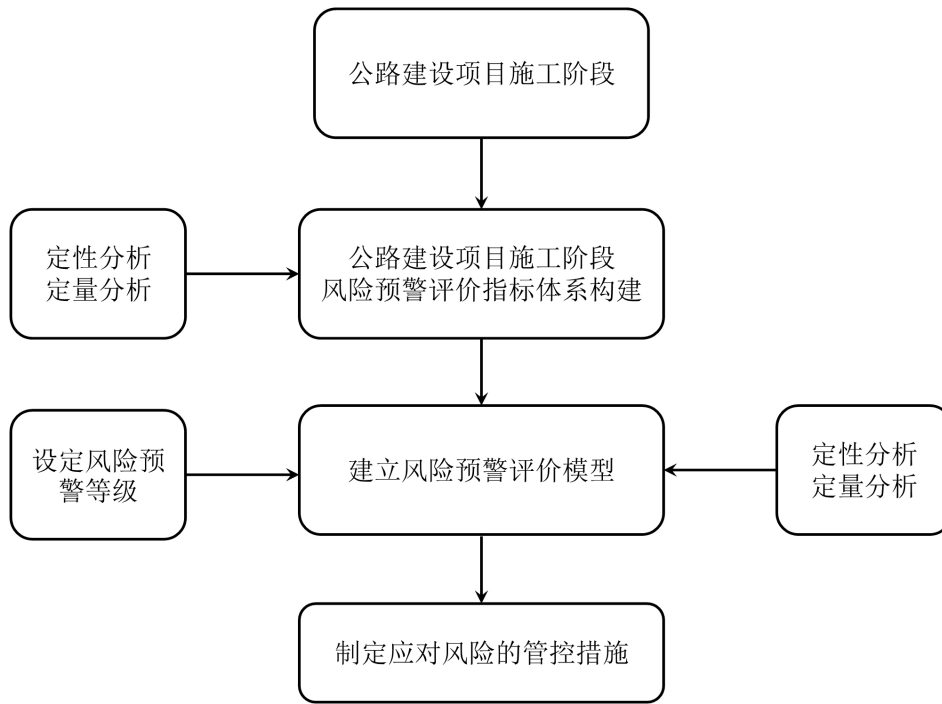 公路建设项目施工阶段
定性分析
定量分析
公路建设项目施工阶段
风险预警评价指标体系构建
设定风险预
警等级
建立风险预警评价模型
定性分析
定量分析
制定应对风险的管控措施